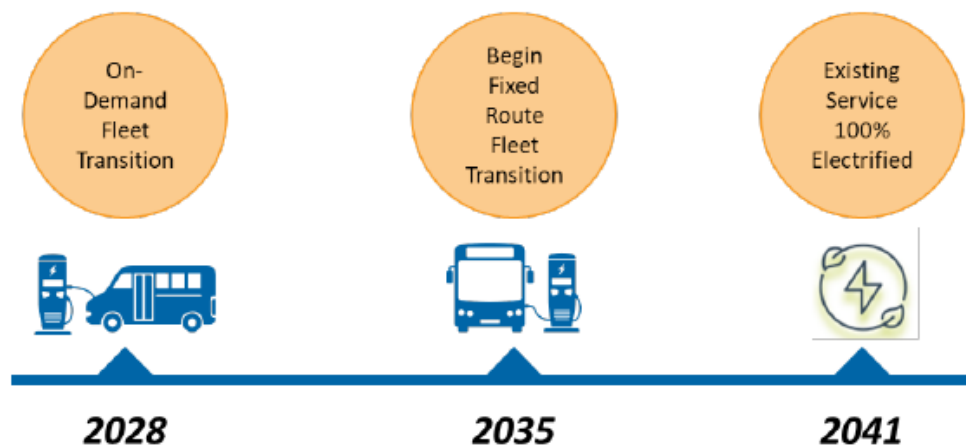 On-
Demand
Fleet
Transition
Begin
Fixed
Route
Fleet
Transition
Existing
Service
100%
Electrified
2028
2035
2041